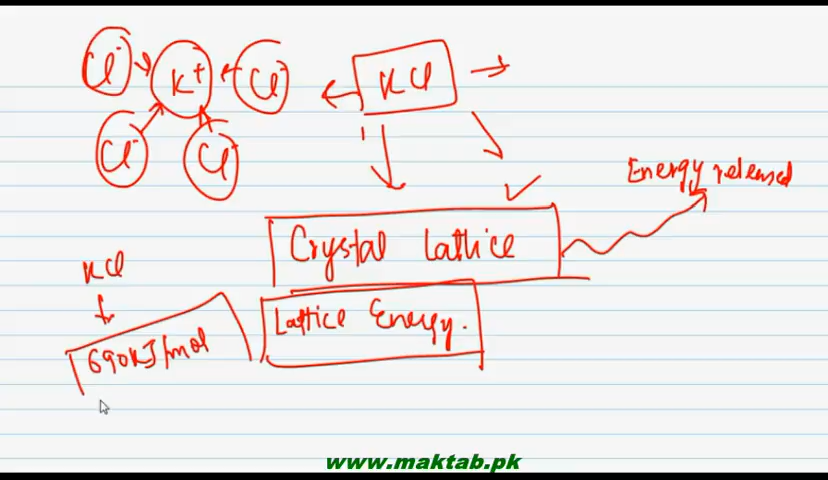 Cl⁻ K⁺ Cl⁻ KCl
Cl⁻ Cl⁻
Energy released
Crystal Lattice
KCl
Lattice Energy.
690KJ/mol
www.maktab.pk